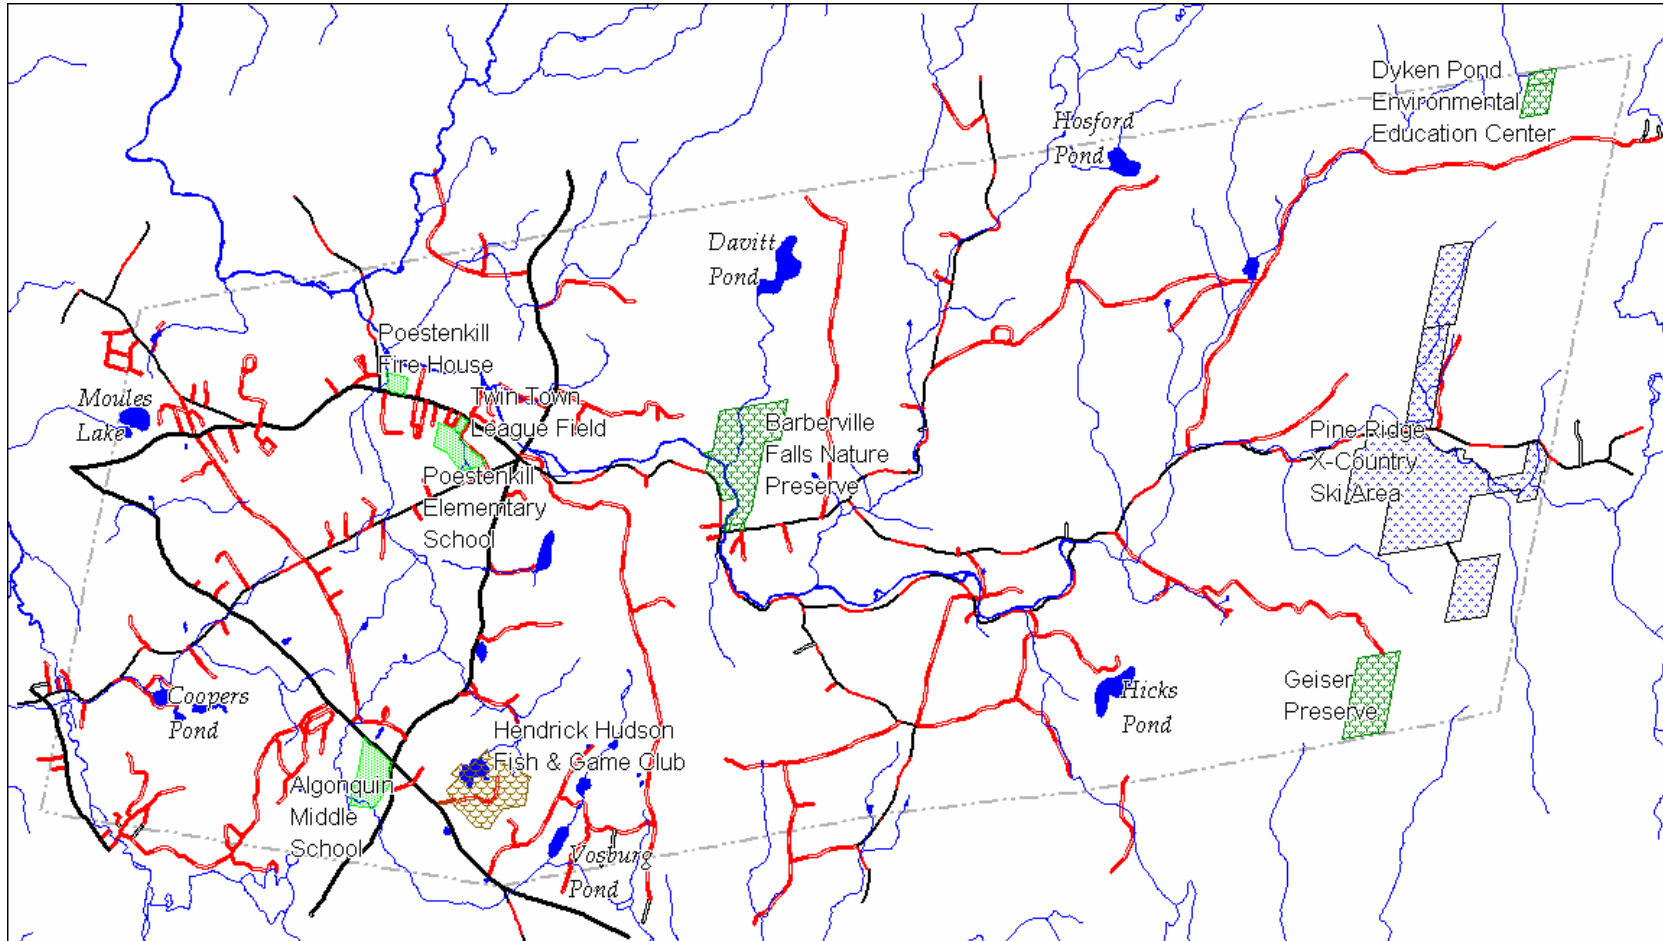 Dyken Pond
Environmental
Education Center
Hosford
Pond
Davitt
Pond
Poestenkill
Fire House
Moules
Lake
Twin Town
League Field
Barberville
Falls Nature
Preserve
Pine Ridge
X-Country
Ski Area
Poestenkill
Elementary
School
Coopers
Pond
Hicks
Pond
Geiser
Preserve
Hendrick Hudson
Fish & Game Club
Algonquin
Middle
School
Vosburg
Pond